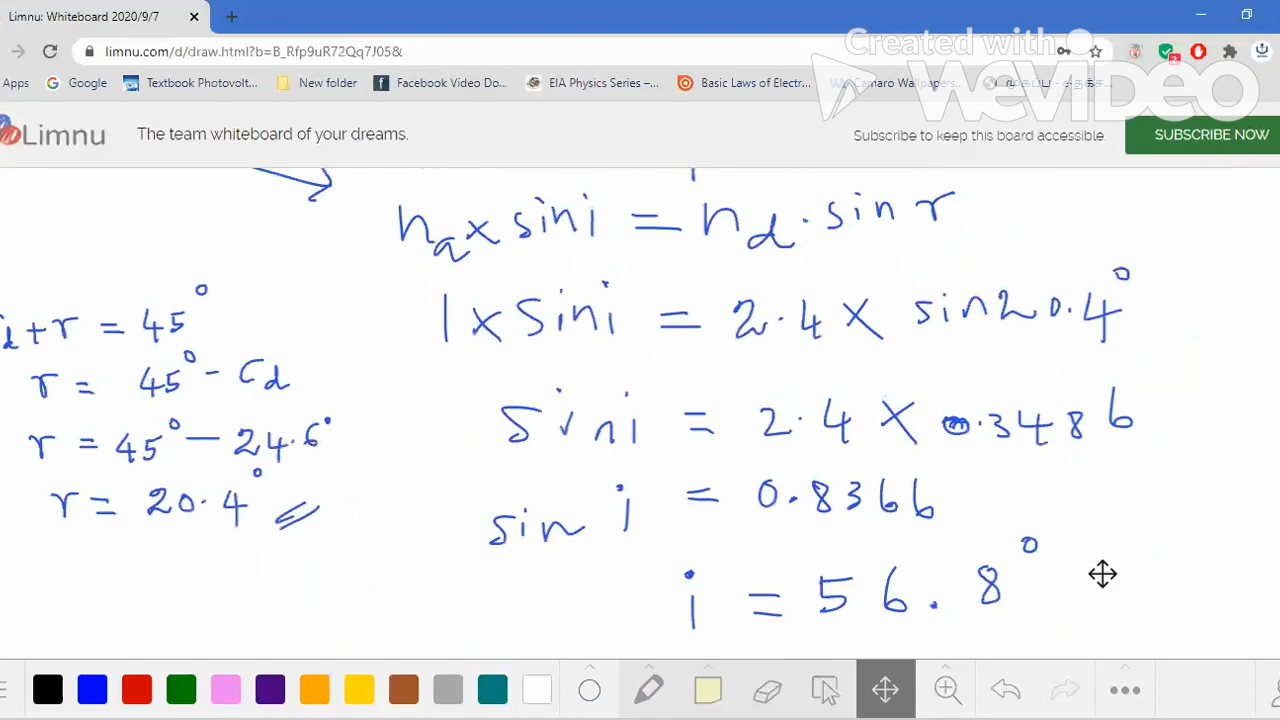 Limnu: Whiteboard 2020/9/7
limnu.com/d/draw.html?b=B_Rfp9uR72Qq7J05&
Created with
WEVIDEO
Apps
Google
Textbook Photovolt...
New folder
Facebook Video Do...
EIA Physics Series –...
Basic Laws of Electr...
Camaro Wallpapers...
Limnu
The team whiteboard of your dreams.
Subscribe to keep this board accessible.
SUBSCRIBE NOW
na × sin i = nd . sin r
1 × sin i = 2.4 × sin 20.4°
sin i = 2.4 × 0.3486
sin i = 0.8366
i = 56.8°
d + r = 45°
r = 45° - Cd
r = 45° - 24.6°
r = 20.4°